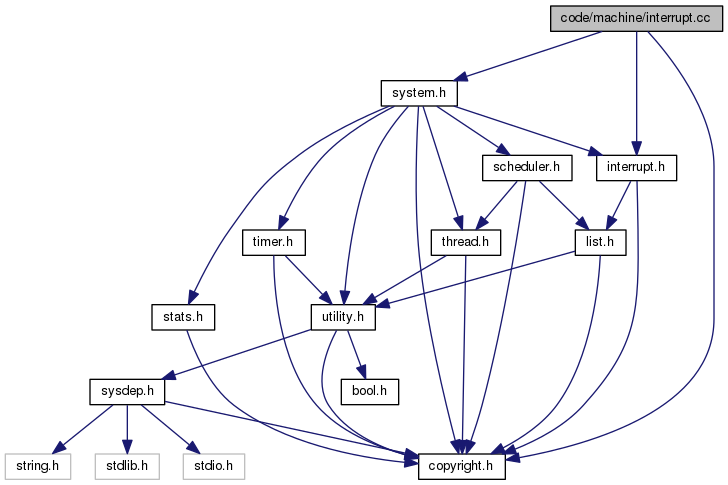 code/machine/interrupt.cc
system.h
scheduler.h
interrupt.h
timer.h
thread.h
list.h
stats.h
utility.h
sysdep.h
bool.h
string.h
stdlib.h
stdio.h
copyright.h